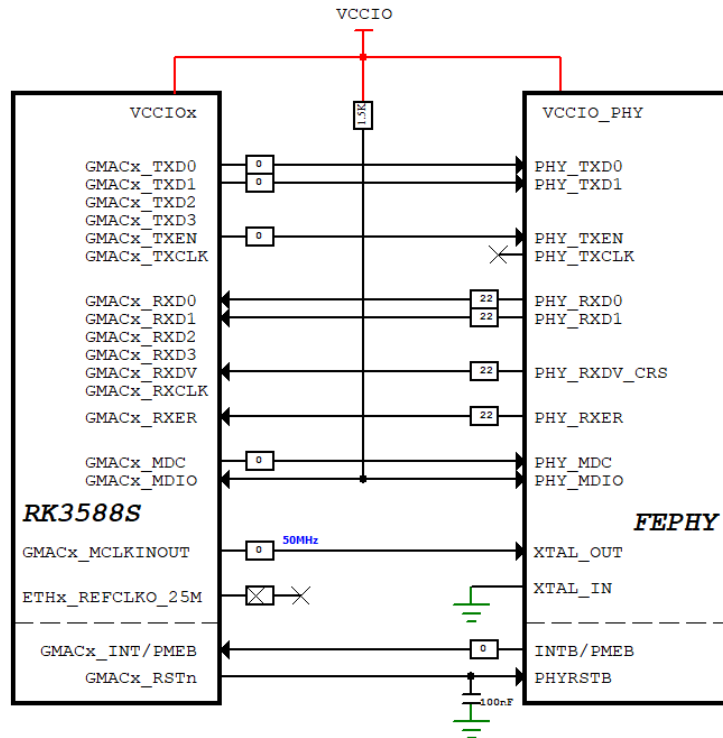 VCCIO
VCCIOx
VCCIO_PHY
1.5K
GMACx_TXD0 0 PHY_TXD0
GMACx_TXD1 0 PHY_TXD1
GMACx_TXD2
GMACx_TXD3
GMACx_TXEN 0 PHY_TXEN
GMACx_TXCLK PHY_TXCLK
GMACx_RXD0 22 PHY_RXD0
GMACx_RXD1 22 PHY_RXD1
GMACx_RXD2
GMACx_RXD3
GMACx_RXDV 22 PHY_RXDV_CRS
GMACx_RXCLK
GMACx_RXER 22 PHY_RXER
GMACx_MDC 0 PHY_MDC
GMACx_MDIO PHY_MDIO
RK3588S FEPHY
GMACx_MCLKINOUT 0 50MHz XTAL_OUT
ETHx_REFCLKO_25M XTAL_IN
GMACx_INT/PMEB 0 INTB/PMEB
GMACx_RSTn PHYRSTB
100nF